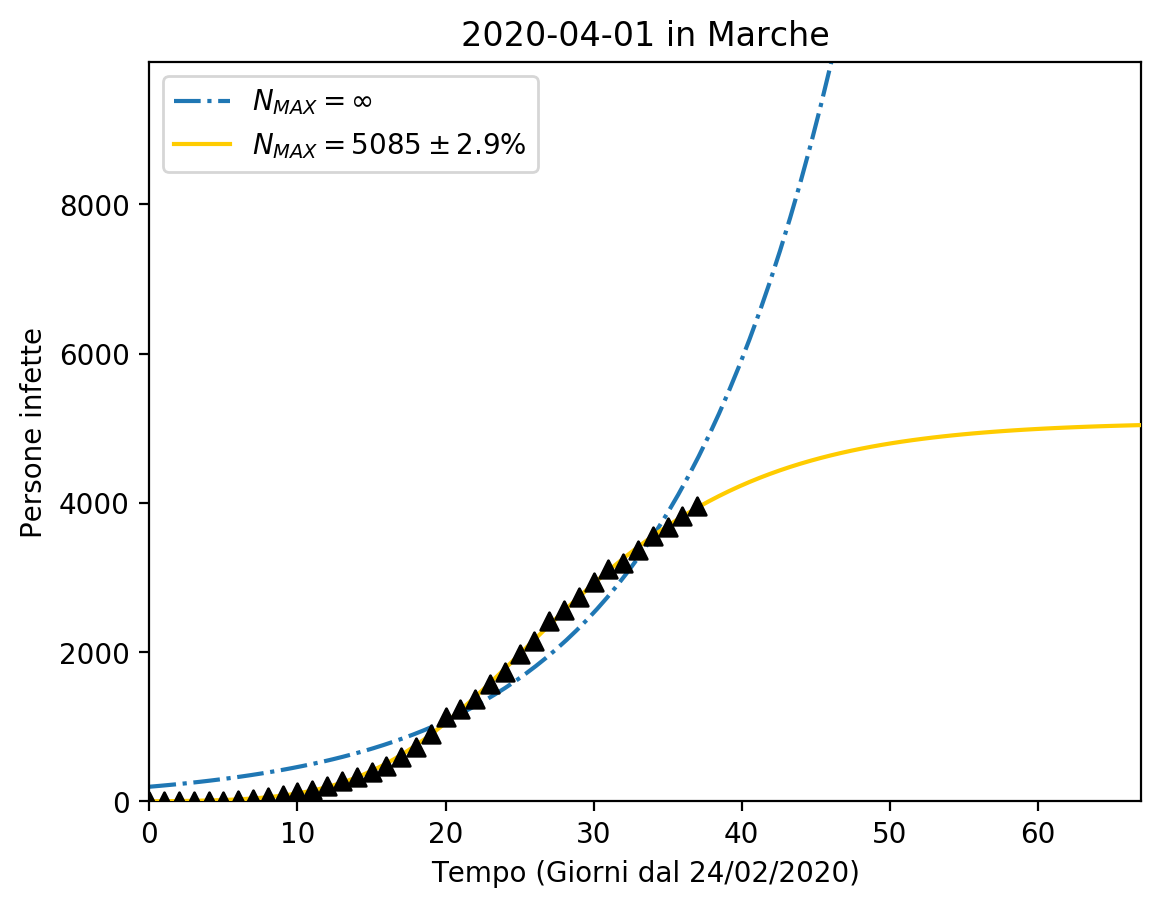 2020-04-01 in Marche
N_MAX = ∞
N_MAX = 5085 ± 2.9%
Persone infette
8000
6000
4000
2000
0
0 10 20 30 40 50 60
Tempo (Giorni dal 24/02/2020)